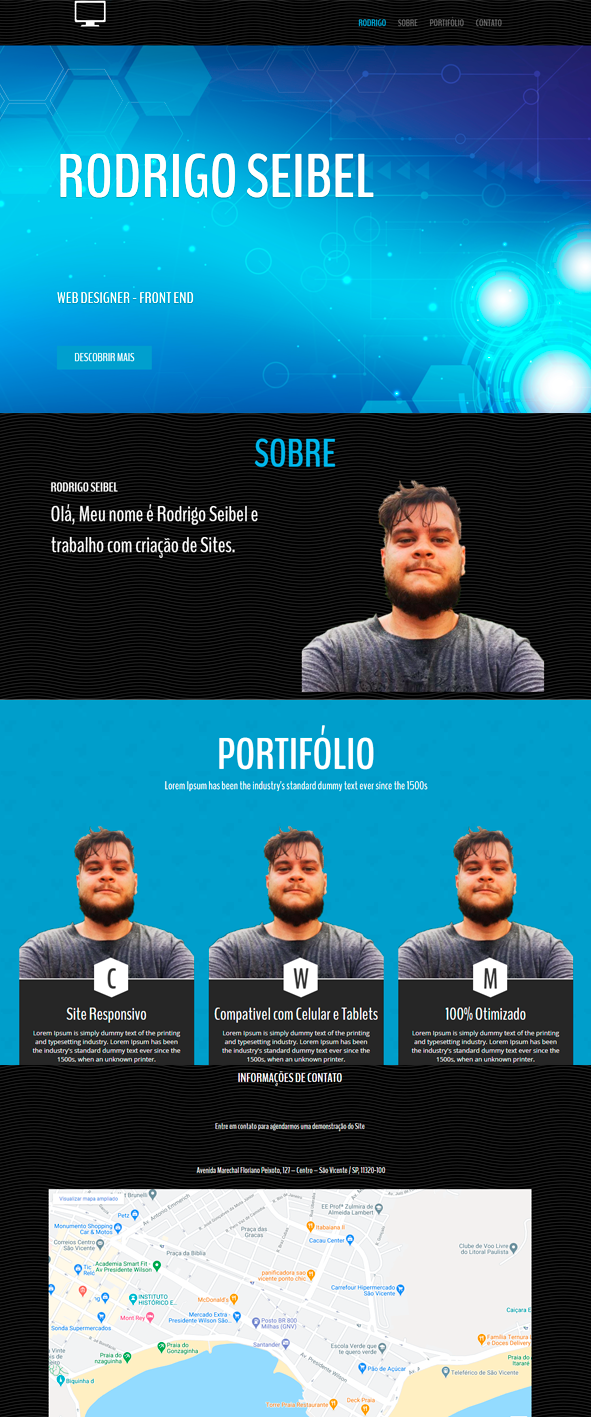 RODRIGO
SOBRE
PORTIFÓLIO
CONTATO
RODRIGO SEIBEL
WEB DESIGNER - FRONT END
DESCOBRIR MAIS
SOBRE
RODRIGO SEIBEL
Olá, Meu nome é Rodrigo Seibel e
trabalho com criação de Sites.
PORTIFÓLIO
Lorem Ipsum has been the industry's standard dummy text ever since the 1500s
C
Site Responsivo
Lorem Ipsum is simply dummy text of the printing
and typesetting industry. Lorem Ipsum has been
the industry's standard dummy text ever since the
1500s, when an unknown printer.
W
Compativel com Celular e Tablets
Lorem Ipsum is simply dummy text of the printing
and typesetting industry. Lorem Ipsum has been
the industry's standard dummy text ever since the
1500s, when an unknown printer.
M
100% Otimizado
Lorem Ipsum is simply dummy text of the printing
and typesetting industry. Lorem Ipsum has been
the industry's standard dummy text ever since the
1500s, when an unknown printer.
INFORMAÇÕES DE CONTATO
Entre em contato para agendarmos uma demonstração do Site
Avenida Marechal Floriano Peixoto, 127 – Centro – São Vicente / SP, 11320-100
Visualizar mapa ampliado
Brunelli
Petz
Av. Antonio Emmerich
Monumento Shopping
Car & Motos
Correios Centro
São Vicente
Praça da Biblia
Praça das
Graças
EE Profª Zulmira de
Almeida Lambert
Itabaiana II
Cacau Center
Clube de Voo Livre
do Litoral Paulista
Academia Smart Fit -
Av Presidente Wilson
panificadora sao
vicente ponto chic
Carrefour Hipermercado
São Vicente
INSTITUTO
HISTÓRICO E...
McDonald's
Mont Rey
Mercado Extra -
Presidente Wilson São...
Posto BR 800
Milhas (GNV)
Sonda Supermercados
Santander
Praia do
Gonzaguinha
Escola Verde que
te quero verde
Familia Ternura
e Doces Delivery
Av. Presidente Wilson
Pão de Açúcar
Teleférico de São Vicente
Praia do
Itararé
Biquinha d
Torre Praia Restaurante
Deck Praia